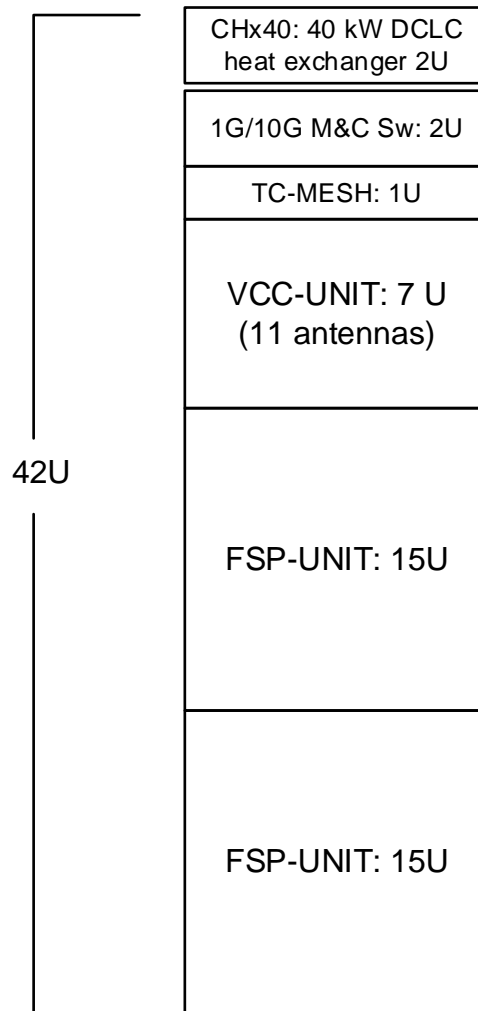 CHx40: 40 kW DCLC
heat exchanger 2U
1G/10G M&C Sw: 2U
TC-MESH: 1U
VCC-UNIT: 7 U
(11 antennas)
42U
FSP-UNIT: 15U
FSP-UNIT: 15U